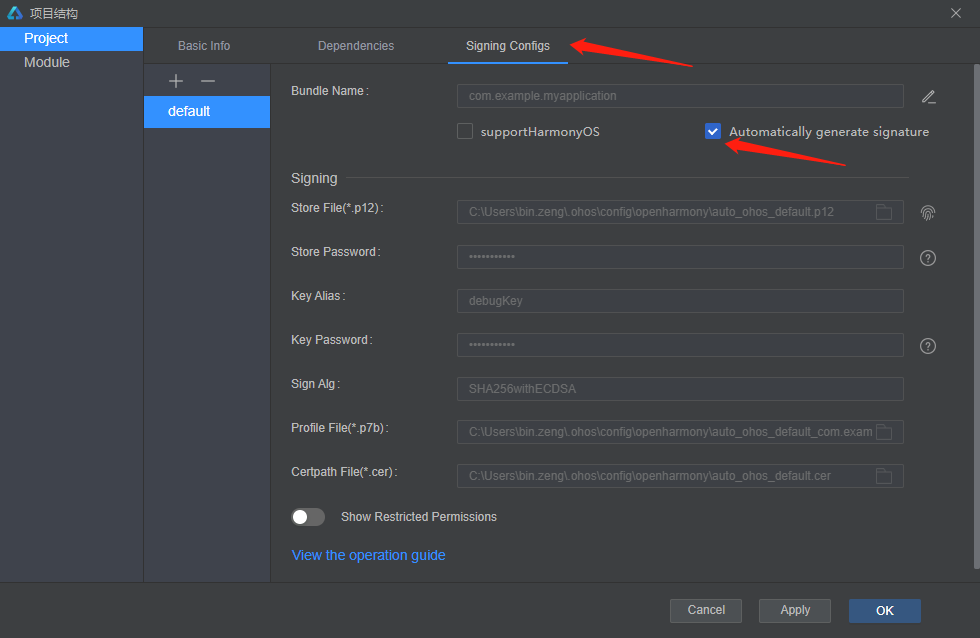 项目结构
Project
Module
Basic Info
Dependencies
Signing Configs
default
Bundle Name:
com.example.myapplication
supportHarmonyOS
Automatically generate signature
Signing
Store File(*.p12):
C:\Users\bin.zeng\.ohos\config\openharmony\auto_ohos_default.p12
Store Password:
•••••••••••
Key Alias:
debugKey
Key Password:
•••••••••••
Sign Alg:
SHA256withECDSA
Profile File(*.p7b):
C:\Users\bin.zeng\.ohos\config\openharmony\auto_ohos_default_com.exam
Certpath File(*.cer):
C:\Users\bin.zeng\.ohos\config\openharmony\auto_ohos_default.cer
Show Restricted Permissions
View the operation guide
Cancel
Apply
OK